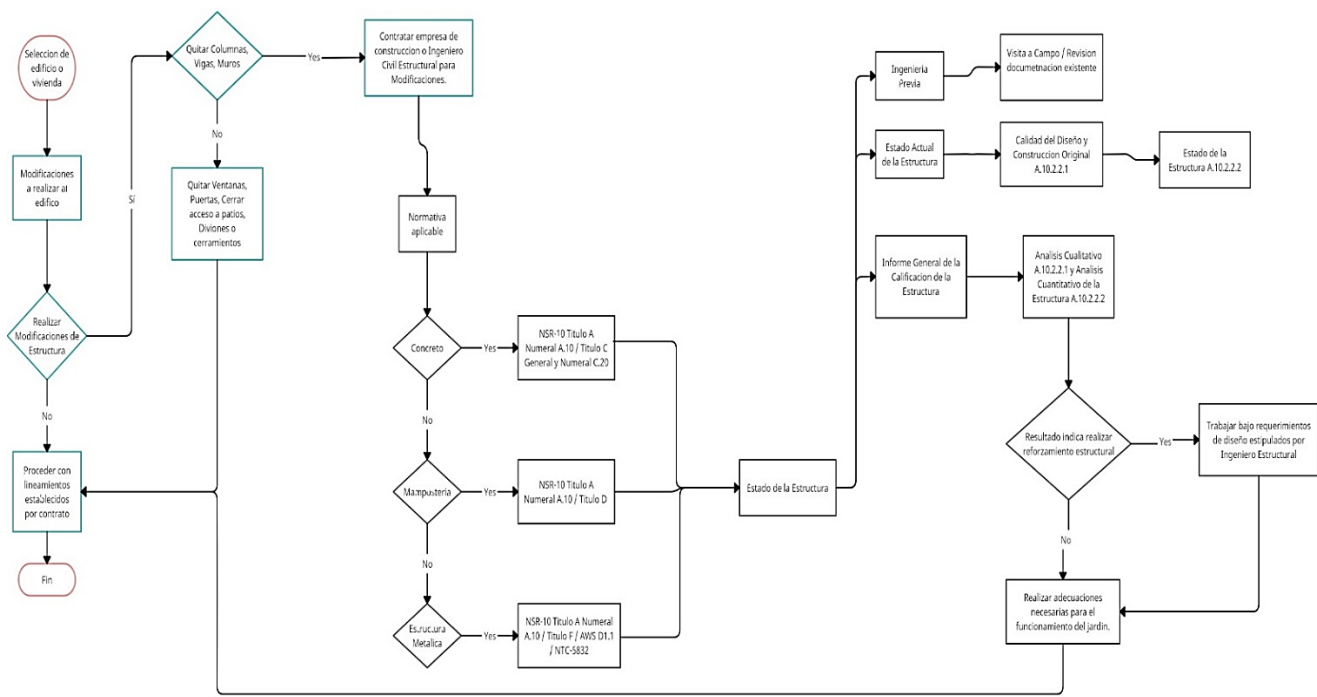 Seleccion de
edificio o
vivienda
Modificaciones
a realizar al
edifico
Realizar
Modificaciones de
Estructura
No
Proceder con
lineamientos
establecidos
por contrato
Fin
Sí
Quitar Columnas,
Vigas, Muros
Yes
No
Quitar Ventanas,
Puertas, Cerrar
acceso a patios,
Diviones o
cerramientos
Contratar empresa de
construccion o Ingeniero
Civil Estructural para
Modificaciones.
Normativa
aplicable
Concreto
Yes
NSR-10 Titulo A
Numeral A.10 / Titulo C
General y Numeral C.20
No
Mamposteria
Yes
NSR-10 Titulo A
Numeral A.10 / Titulo D
No
Estructura
Metalica
Yes
NSR-10 Titulo A Numeral
A.10 / Titulo F / AWS D1.1
/ NTC-5832
Estado de la Estructura
Ingenieria
Previa
Visita a Campo / Revision
documetnacion existente
Estado Actual
de la Estructura
Calidad del Diseño y
Construccion Original
A.10.2.2.1
Estado de la
Estructura A.10.2.2.2
Informe General de la
Calificacion de la
Estructura
Analisis Cualitativo
A.10.2.2.1 y Analisis
Cuantitativo de la
Estructura A.10.2.2.2
Resultado indica realizar
reforzamiento estructural
Yes
Trabajar bajo requerimientos
de diseño estipulados por
Ingeniero Estructural
No
Realizar adecuaciones
necesarias para el
funcionamiento del jardin.